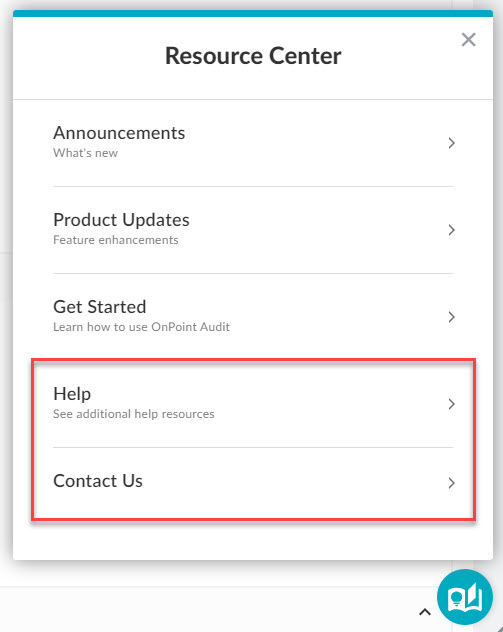 Resource Center
Announcements
What's new
Product Updates
Feature enhancements
Get Started
Learn how to use OnPoint Audit
Help
See additional help resources
Contact Us